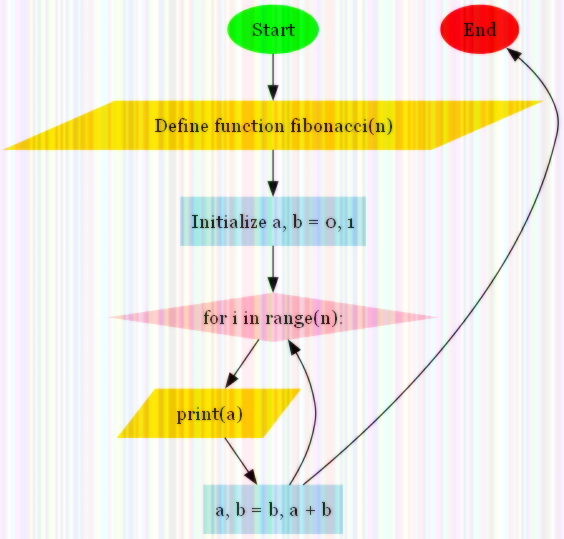 Start
End
Define function fibonacci(n)
Initialize a, b = 0, 1
for i in range(n):
print(a)
a, b = b, a + b